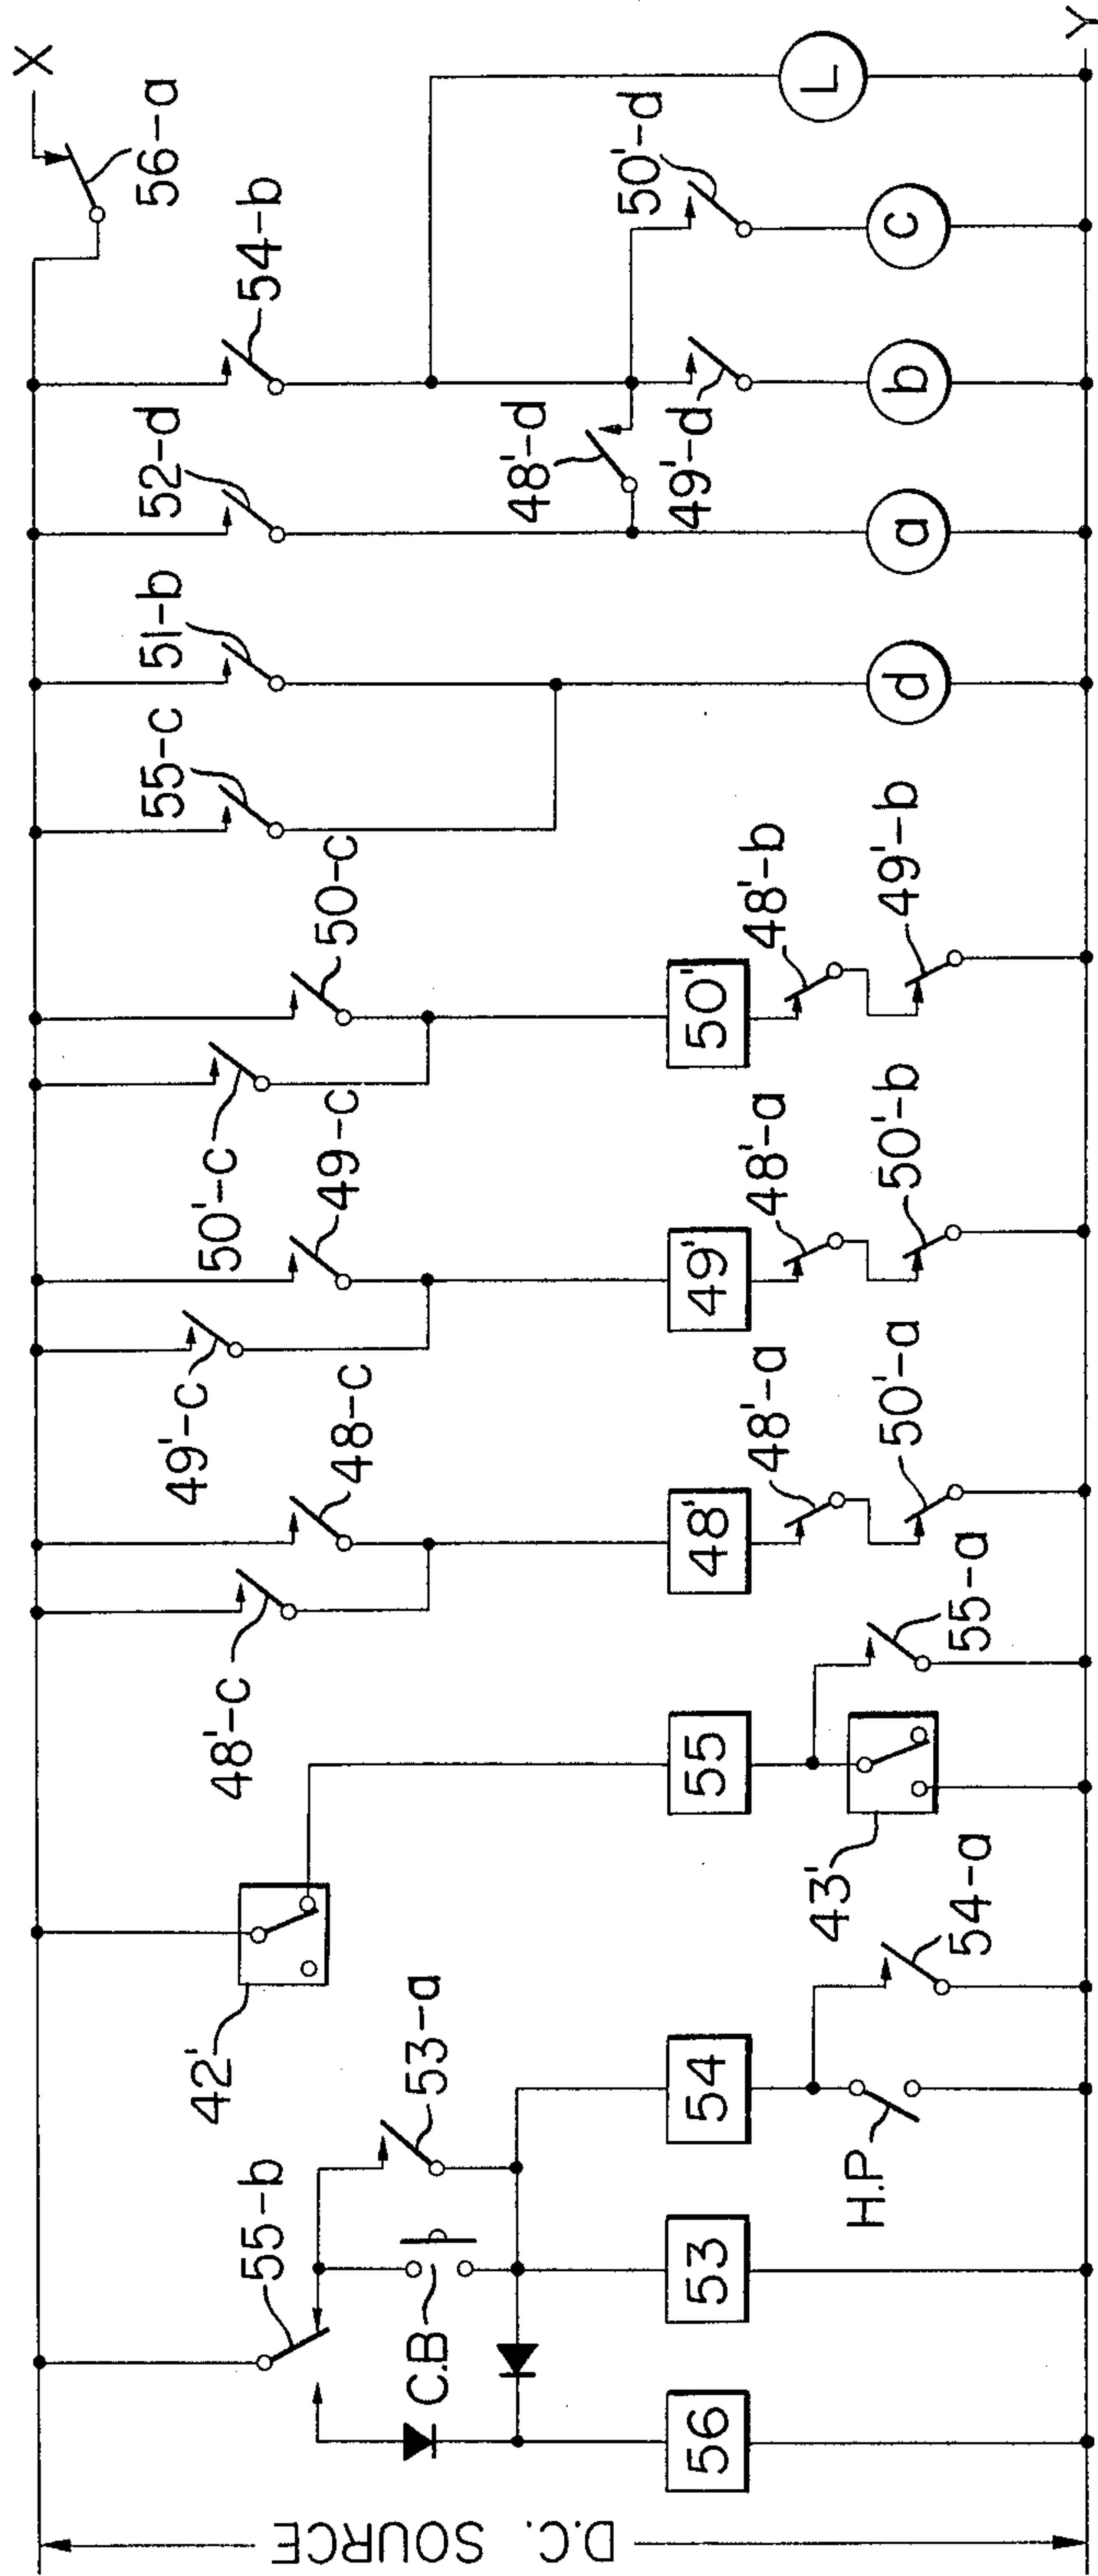 D.C. SOURCE
X
Y
55-b
C.B
53-a
42'
56
53
54
H.P
54-a
55
43'
55-a
48'-c
48-c
48'
48'-a
50'-a
49'-c
49-c
49'
48'-a
50'-b
50'-c
50-c
50'
48'-b
49'-b
55-c
51-b
d
52-d
48'-d
a
54-b
49'-d
b
50'-d
c
56-a
L